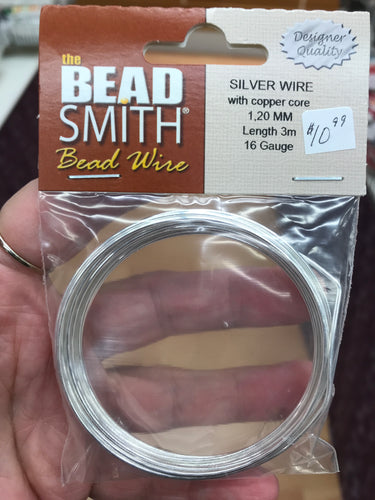 the
BEAD
SMITH®
Bead Wire
Designer
Quality
SILVER WIRE
with copper core
1,20 MM
Length 3m
16 Gauge
$10.99